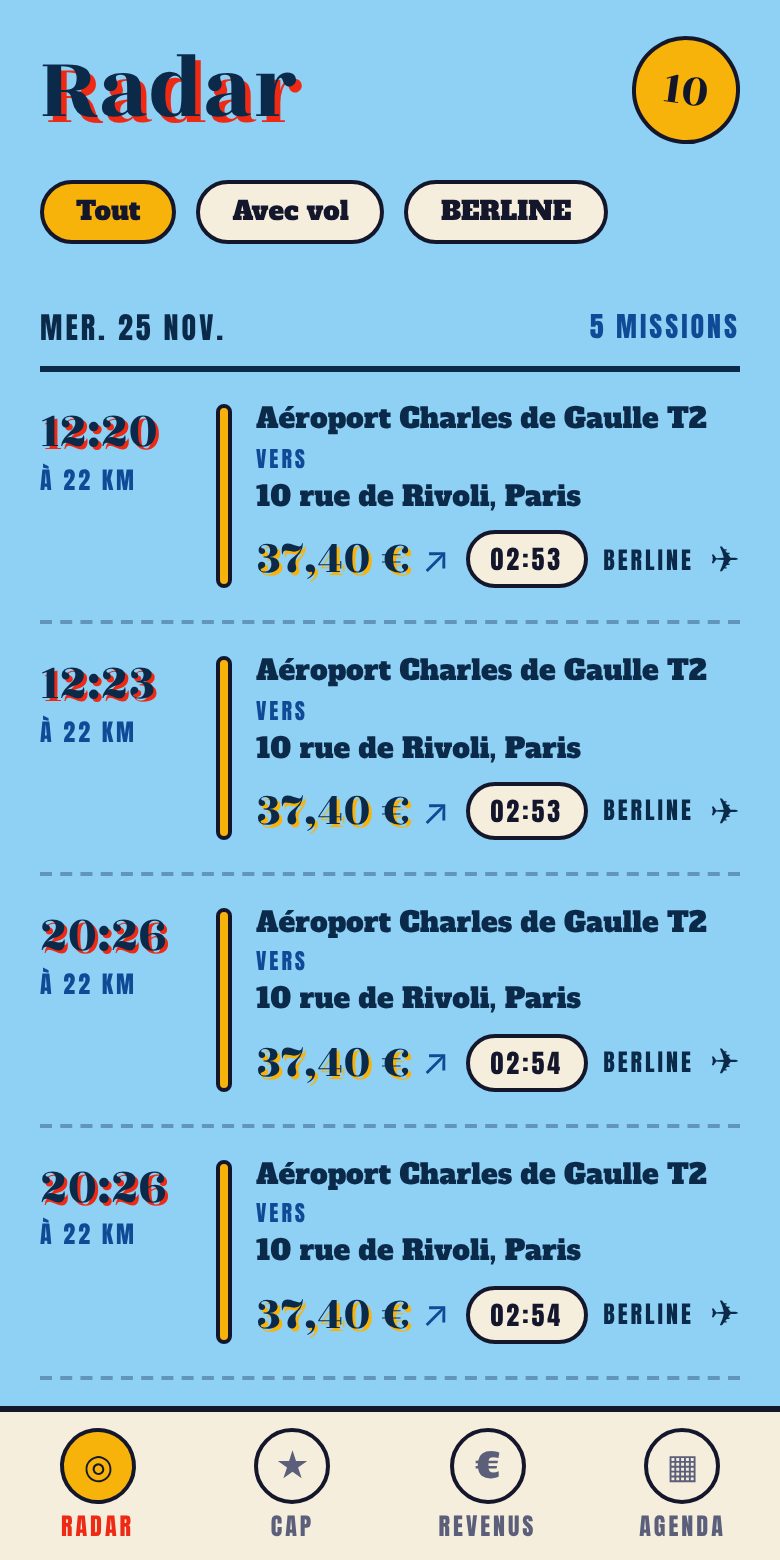 Radar
10
Tout Avec vol BERLINE
MER. 25 NOV. 5 MISSIONS
12:20 Aéroport Charles de Gaulle T2
À 22 KM VERS
10 rue de Rivoli, Paris
37,40 € ↗ 02:53 BERLINE ✈
12:23 Aéroport Charles de Gaulle T2
À 22 KM VERS
10 rue de Rivoli, Paris
37,40 € ↗ 02:53 BERLINE ✈
20:26 Aéroport Charles de Gaulle T2
À 22 KM VERS
10 rue de Rivoli, Paris
37,40 € ↗ 02:54 BERLINE ✈
20:26 Aéroport Charles de Gaulle T2
À 22 KM VERS
10 rue de Rivoli, Paris
37,40 € ↗ 02:54 BERLINE ✈
◎ ★ € ▦
RADAR CAP REVENUS AGENDA